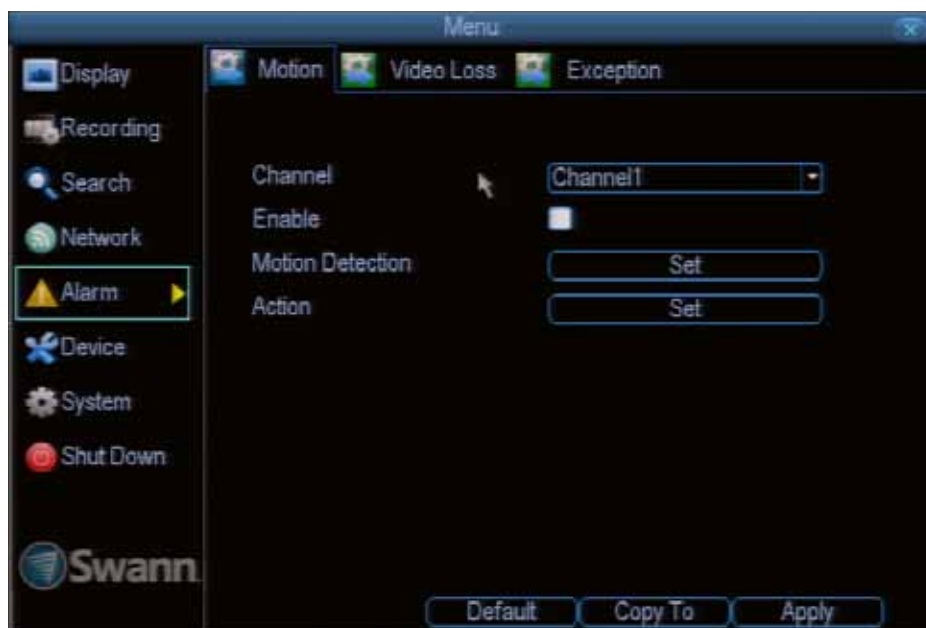 Menu
Display
Recording
Search
Network
Alarm
Device
System
Shut Down
Swann
Motion
Video Loss
Exception
Channel
Channel1
Enable
Motion Detection
Set
Action
Set
Default
Copy To
Apply